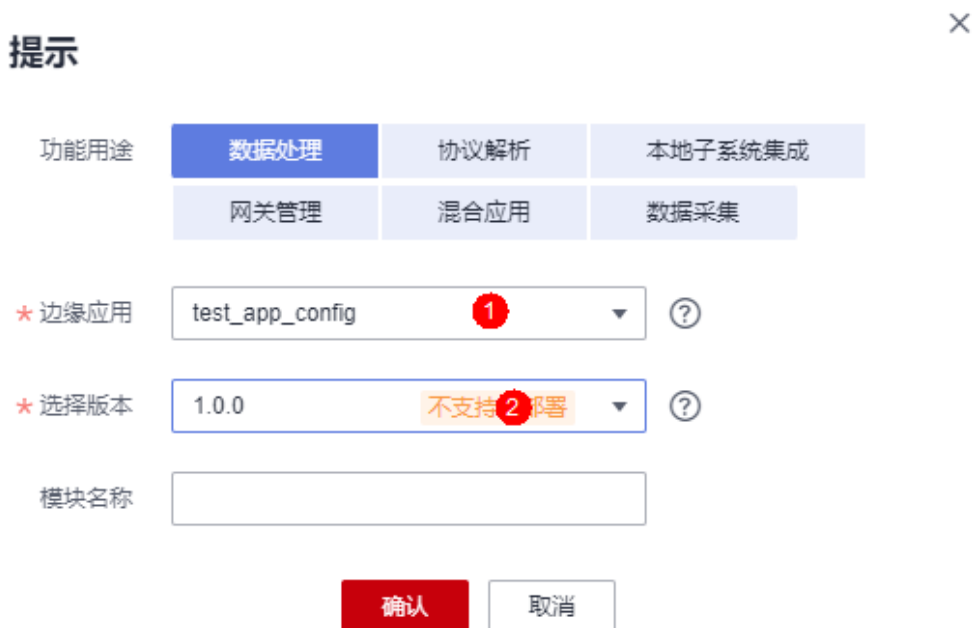 提示
功能用途 数据处理 协议解析 本地子系统集成
网关管理 混合应用 数据采集
* 边缘应用 test_app_config 1 ?
* 选择版本 1.0.0 不支持 2 部署 ?
模块名称
确认 取消